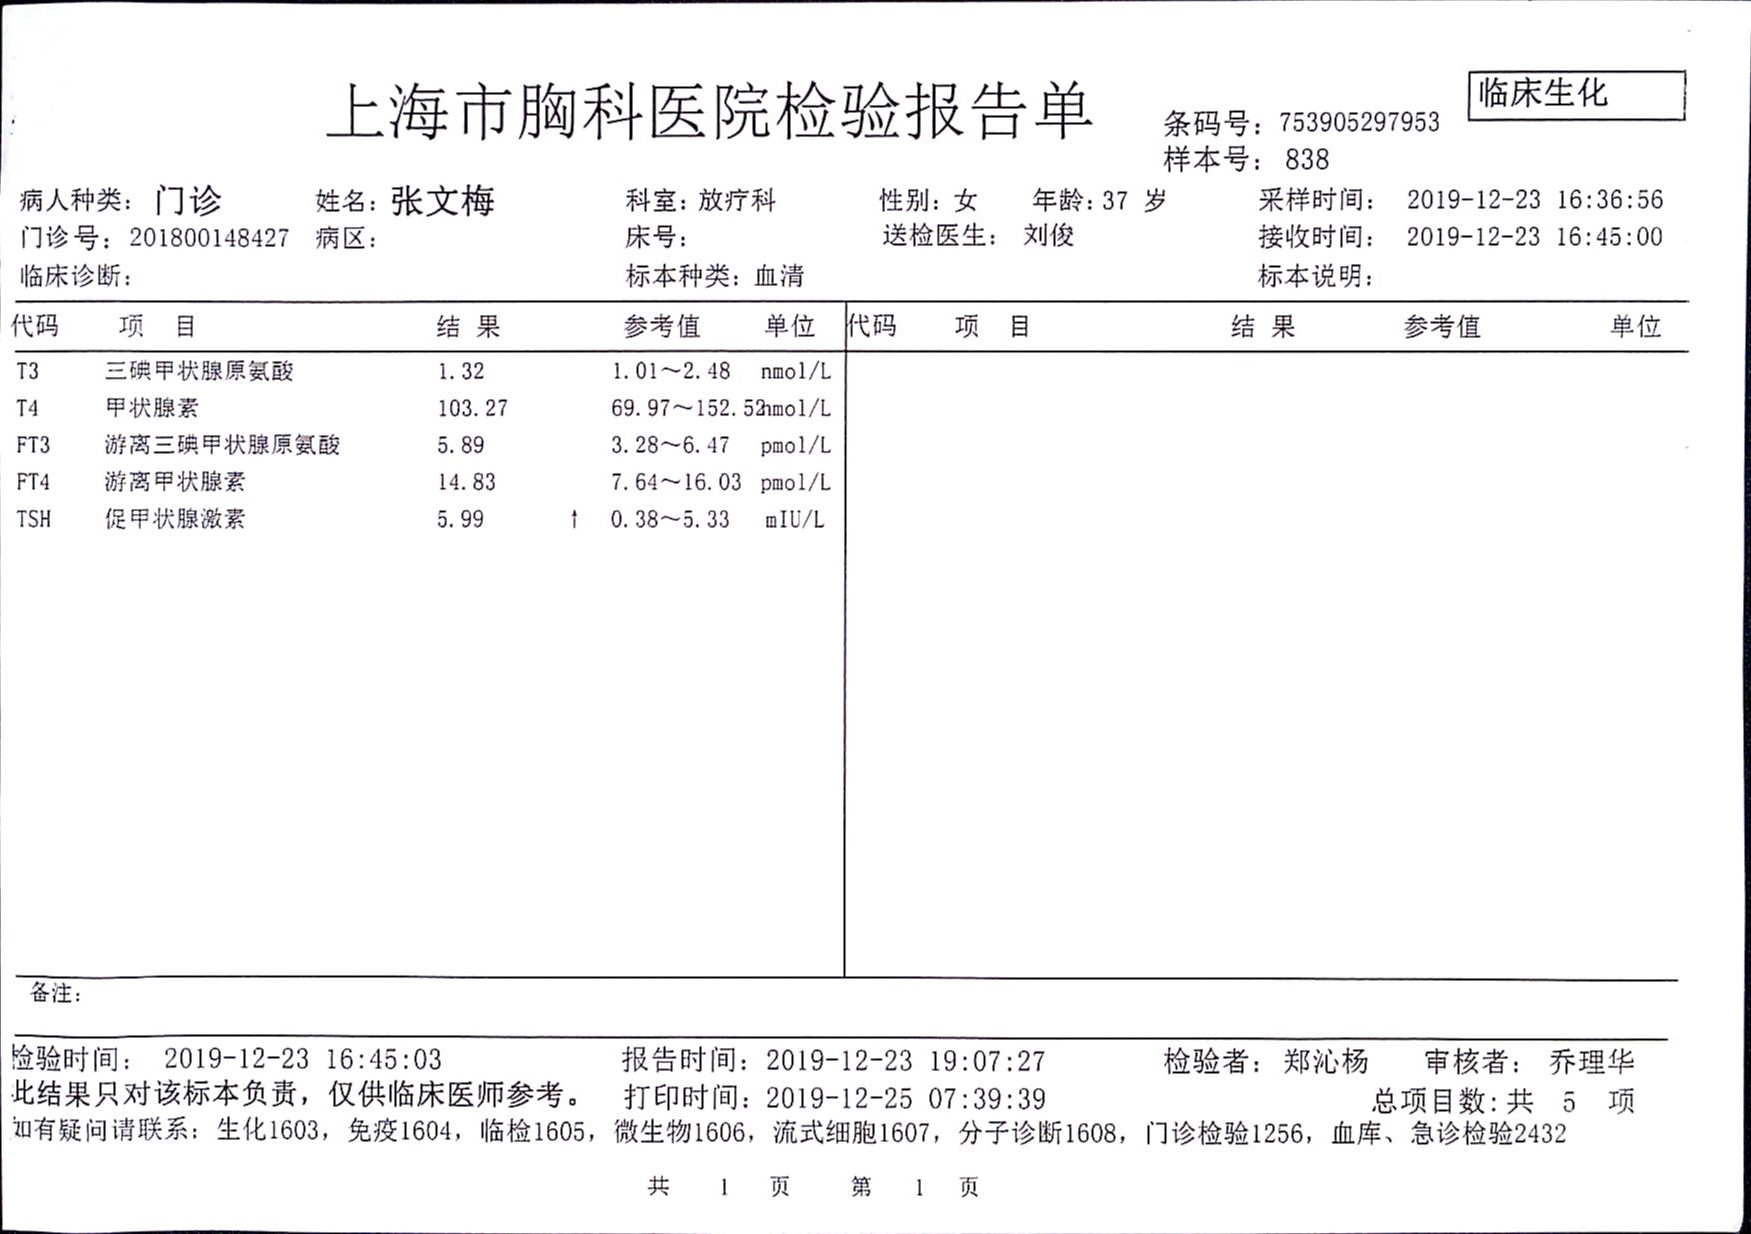 上海市胸科医院检验报告单
临床生化
条码号: 753905297953
样本号: 838
病人种类: 门诊 姓名: 张文梅 科室: 放疗科 性别: 女 年龄: 37 岁 采样时间: 2019-12-23 16:36:56
门诊号: 201800148427 病区: 床号: 送检医生: 刘俊 接收时间: 2019-12-23 16:45:00
临床诊断: 标本种类: 血清 标本说明:
代码 项 目 结 果 参考值 单位 代码 项 目 结 果 参考值 单位
T3 三碘甲状腺原氨酸 1.32 1.01～2.48 nmol/L
T4 甲状腺素 103.27 69.97～152.52 nmol/L
FT3 游离三碘甲状腺原氨酸 5.89 3.28～6.47 pmol/L
FT4 游离甲状腺素 14.83 7.64～16.03 pmol/L
TSH 促甲状腺激素 5.99 ↑ 0.38～5.33 mIU/L
备注:
检验时间: 2019-12-23 16:45:03 报告时间: 2019-12-23 19:07:27 检验者: 郑沁杨 审核者: 乔理华
此结果只对该标本负责，仅供临床医师参考。 打印时间: 2019-12-25 07:39:39 总项目数: 共 5 项
如有疑问请联系: 生化1603, 免疫1604, 临检1605, 微生物1606, 流式细胞1607, 分子诊断1608, 门诊检验1256, 血库、急诊检验2432
共 1 页 第 1 页